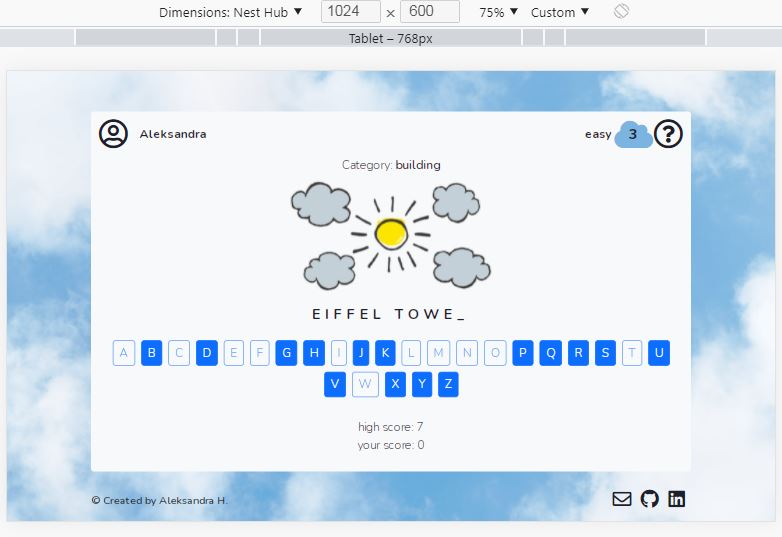 Dimensions: Nest Hub ▼ 1024 × 600 75% ▼ Custom ▼
Tablet – 768px
Aleksandra easy 3 ?
Category: building
EIFFEL TOWE_
A B C D E F G H I J K L M N O P Q R S T U
V W X Y Z
high score: 7
your score: 0
© Created by Aleksandra H. in